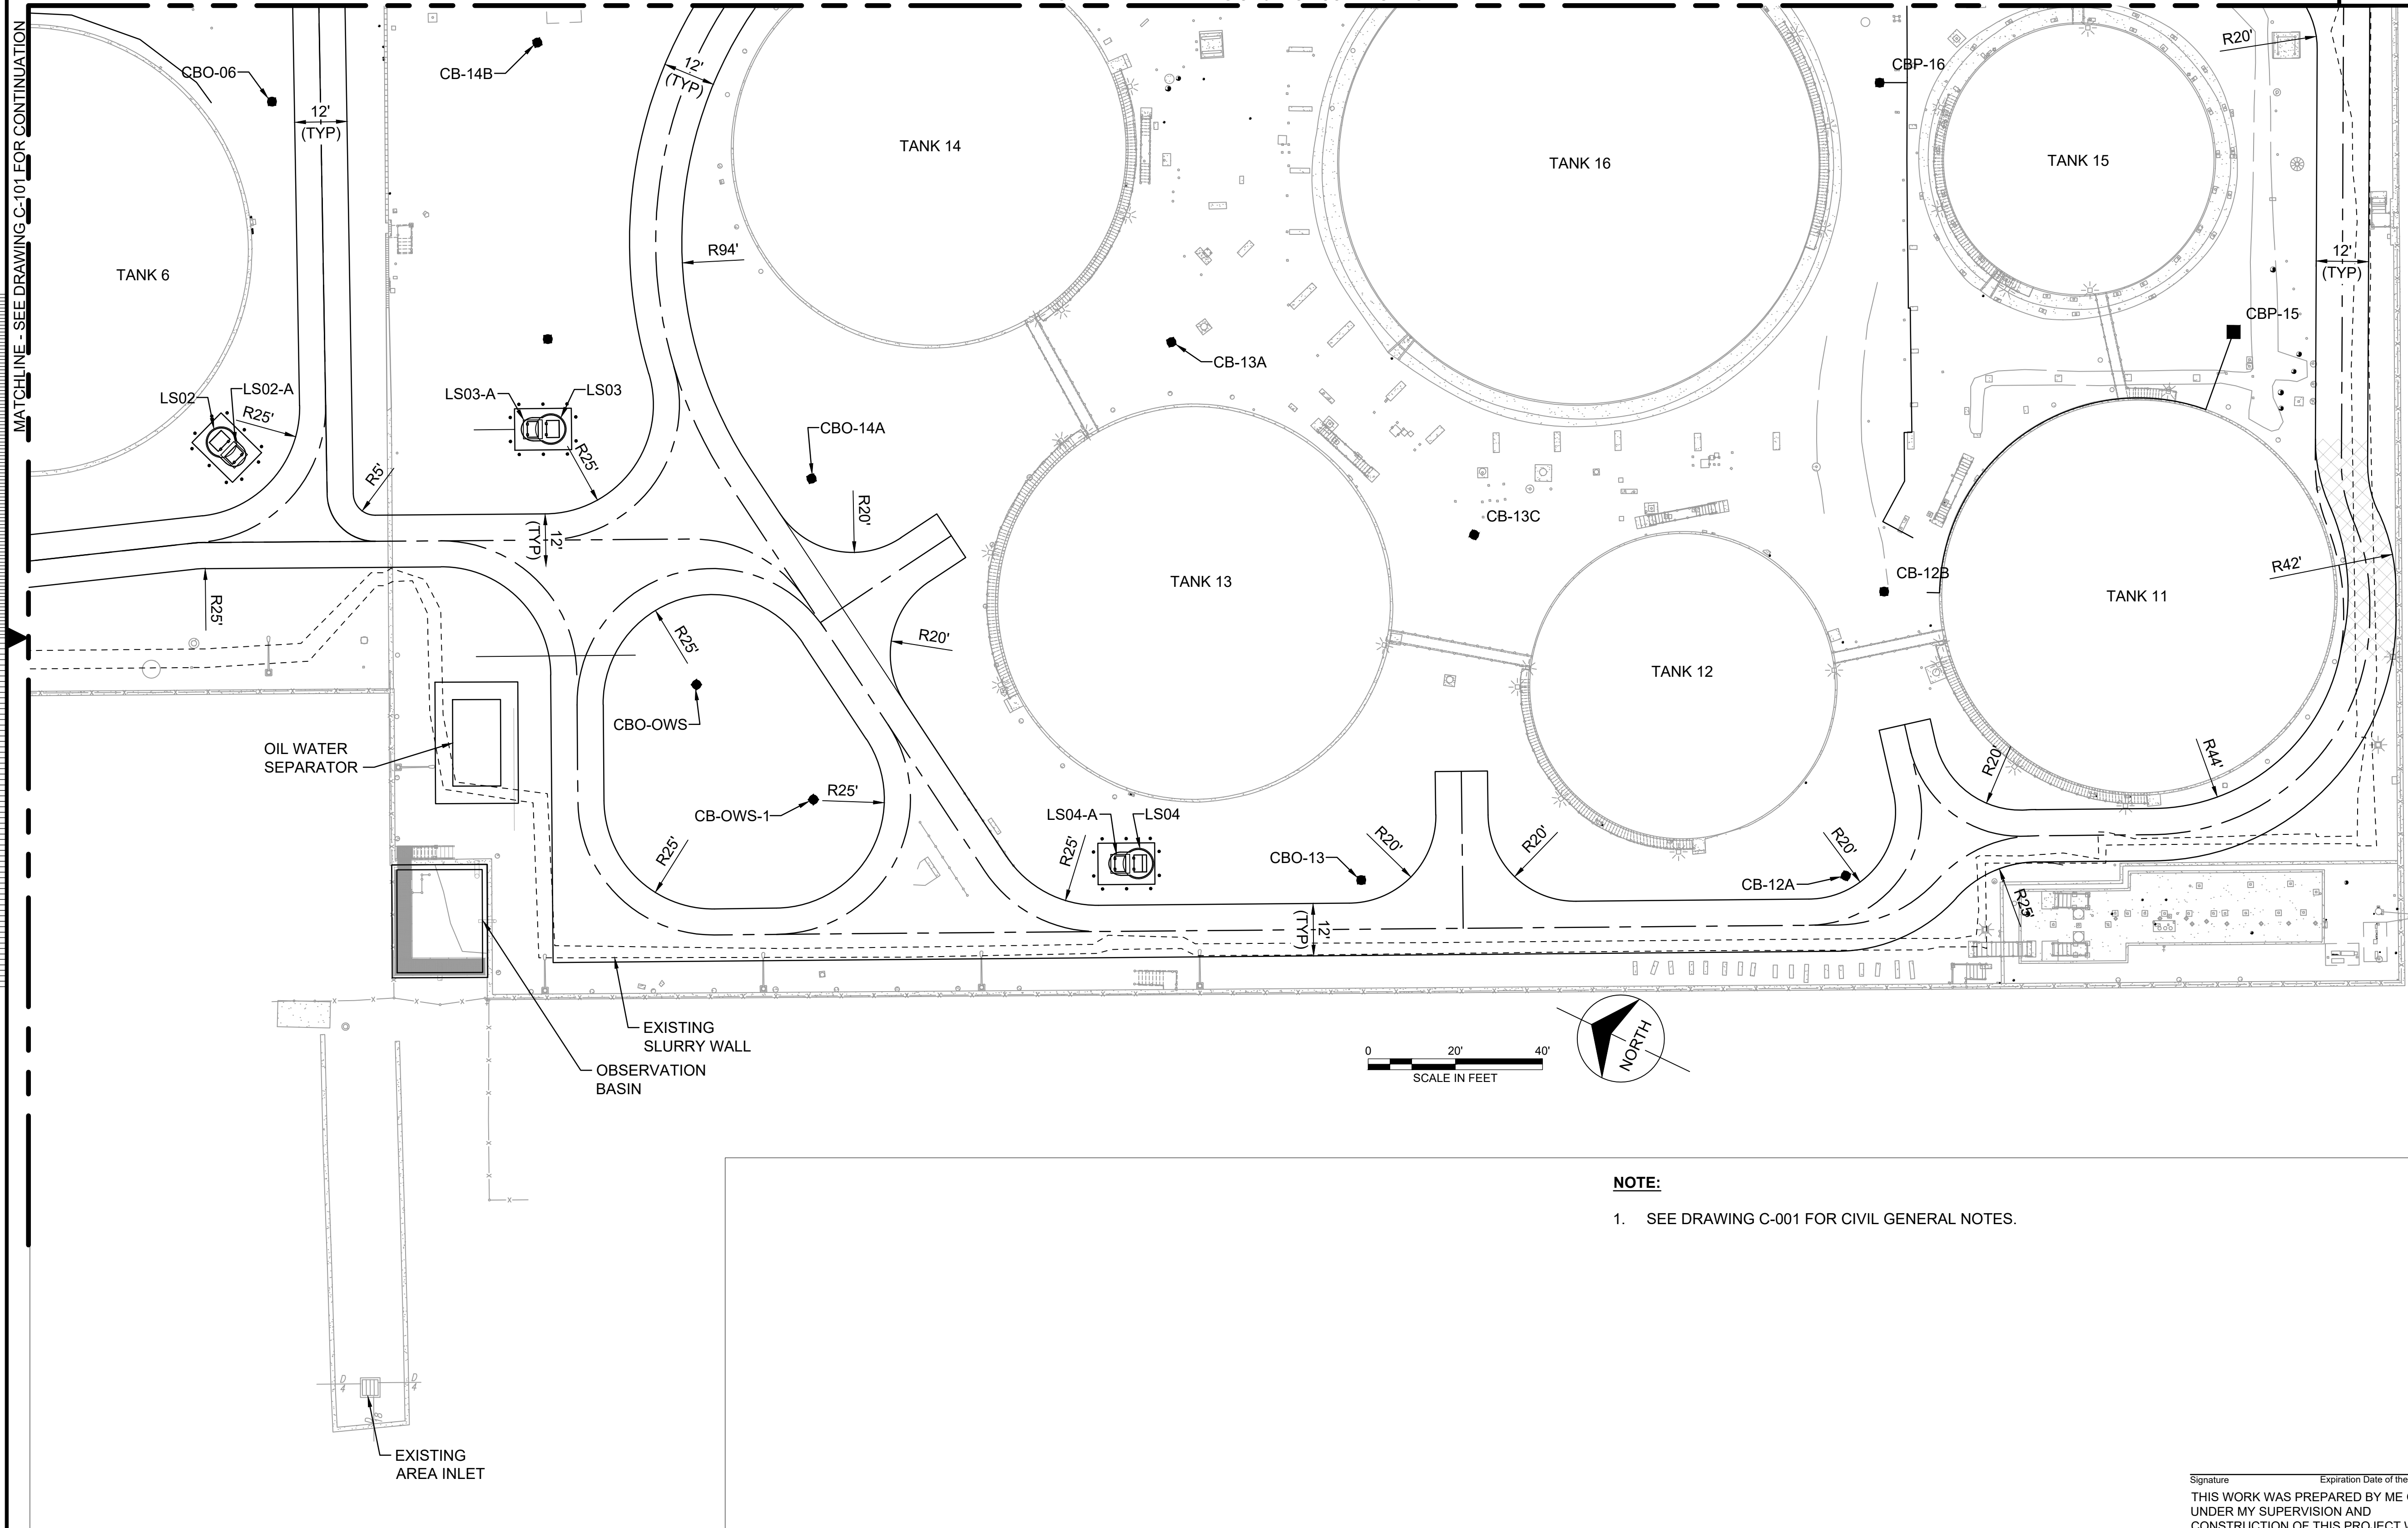 MATCHLINE - SEE DRAWING C-101 FOR CONTINUATION
CBO-06
CB-14B
12'
(TYP)
12'
(TYP)
TANK 14
TANK 16
CBP-16
TANK 15
R20'
TANK 6
R94'
12'
(TYP)
CBP-15
LS02
LS02-A
R25'
LS03-A
LS03
CB-13A
R25'
R5'
CBO-14A
R20'
12'
(TYP)
CB-13C
R42'
CB-12B
TANK 13
TANK 11
R25'
R25'
R20'
TANK 12
CBO-OWS
OIL WATER
SEPARATOR
R20'
R44'
CB-OWS-1
R25'
LS04-A
LS04
R25'
R25'
CBO-13
R20'
R20'
R20'
CB-12A
R25'
12'
(TYP)
EXISTING
SLURRY WALL
OBSERVATION
BASIN
0
20'
40'
SCALE IN FEET
NORTH
NOTE:
1. SEE DRAWING C-001 FOR CIVIL GENERAL NOTES.
EXISTING
AREA INLET
Signature
Expiration Date of the
THIS WORK WAS PREPARED BY ME
UNDER MY SUPERVISION AND
CONSTRUCTION OF THIS PROJECT